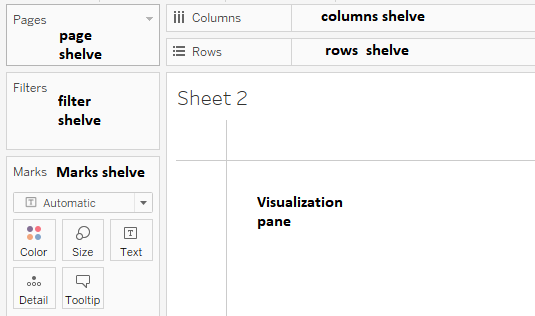 Pages
page
shelve
Columns
columns shelve
Rows
rows shelve
Filters
filter
shelve
Sheet 2
Marks
Marks shelve
Automatic
Color
Size
Text
Detail
Tooltip
Visualization
pane